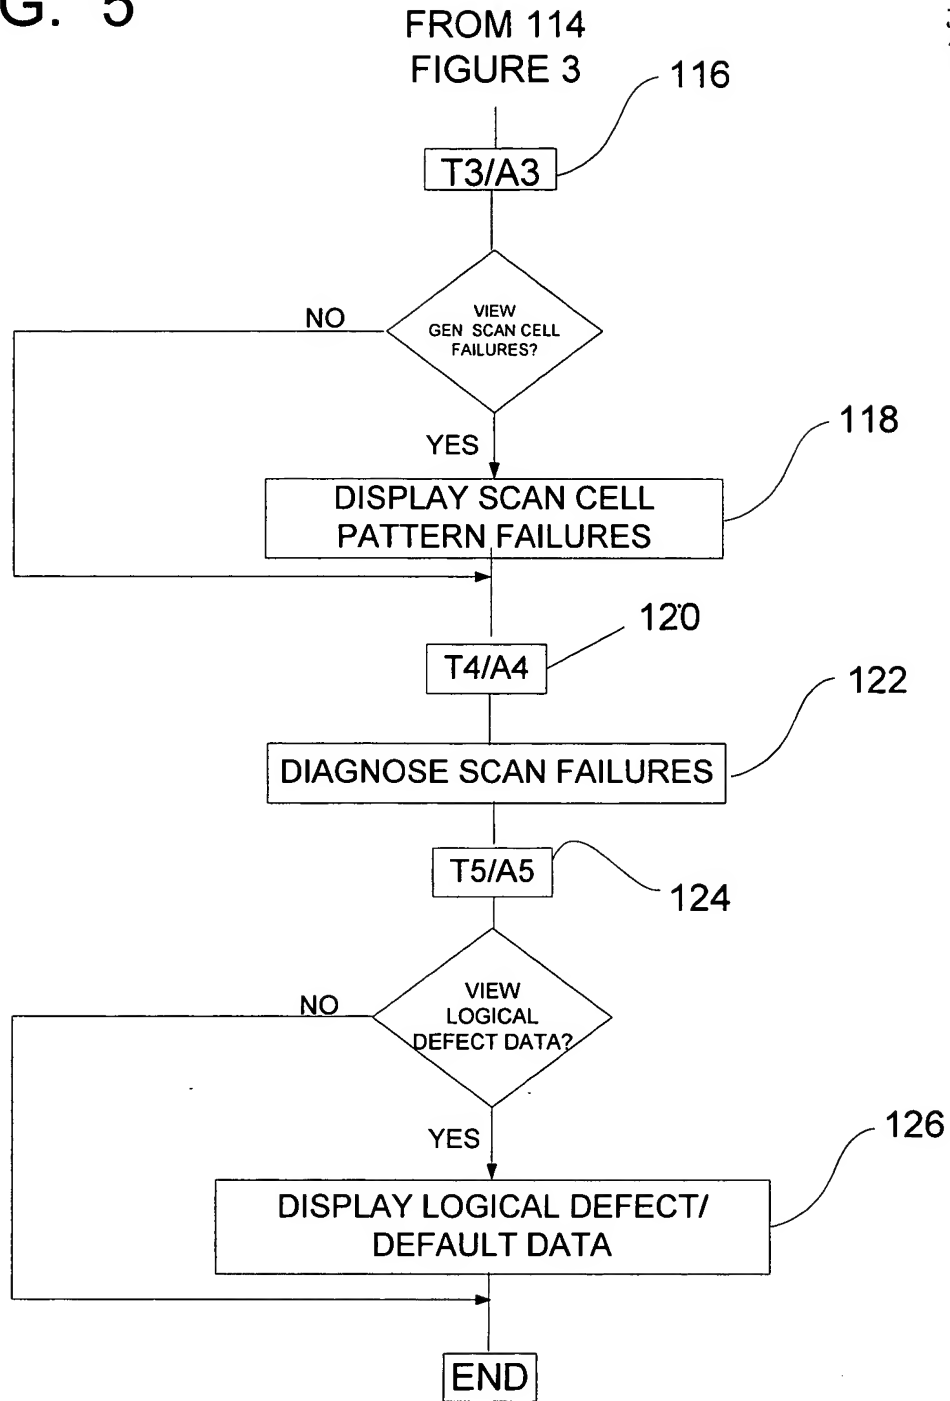 G. 5
FROM 114
FIGURE 3
116
T3/A3
NO
VIEW
GEN SCAN CELL
FAILURES?
118
YES
DISPLAY SCAN CELL
PATTERN FAILURES
120
T4/A4
122
DIAGNOSE SCAN FAILURES
T5/A5
124
NO
VIEW
LOGICAL
DEFECT DATA?
YES
126
DISPLAY LOGICAL DEFECT/
DEFAULT DATA
END